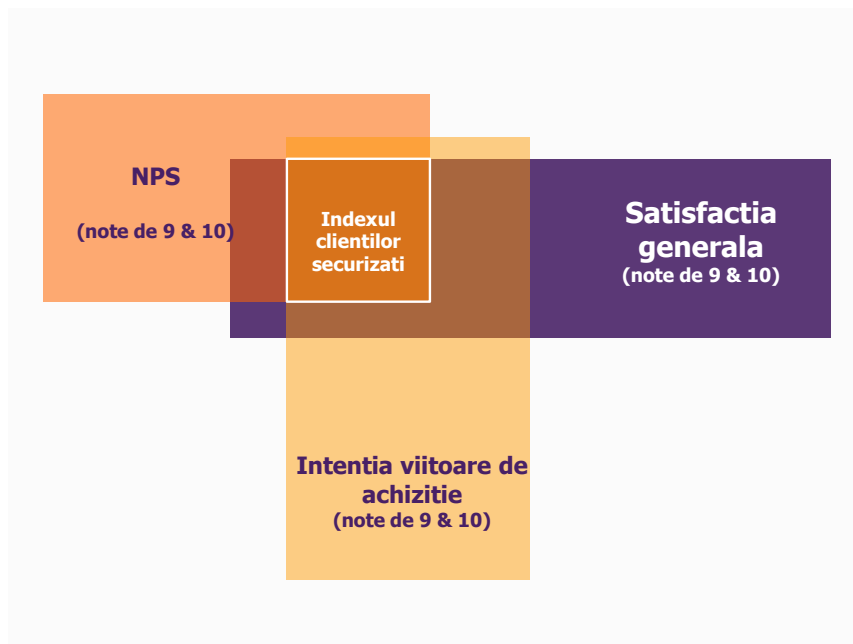 NPS
(note de 9 & 10)
Indexul
clientilor
securizati
Satisfactia
generala
(note de 9 & 10)
Intentia viitoare de
achizitie
(note de 9 & 10)